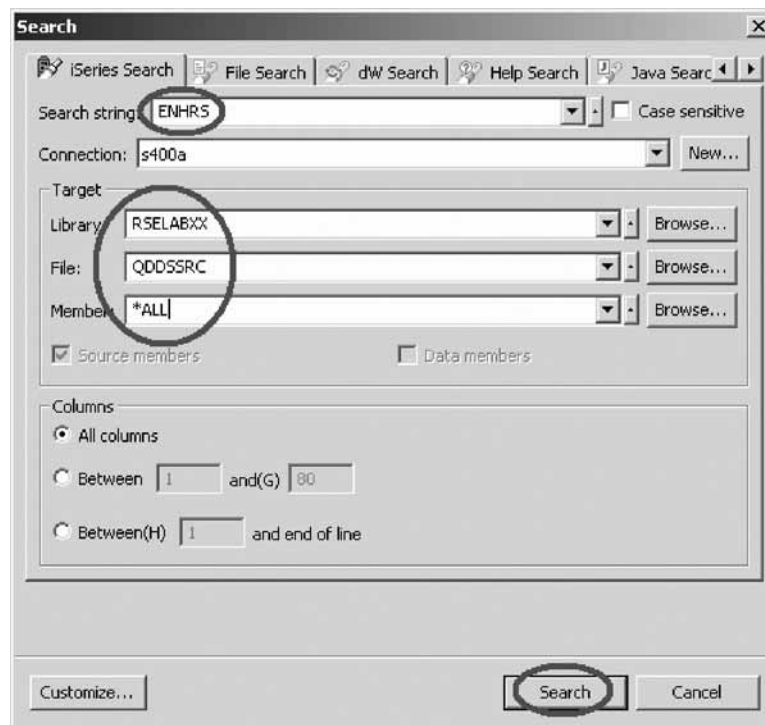 Search
iSeries Search File Search dW Search Help Search Java Searc
Search string: ENHRS Case sensitive
Connection: s400a New...
Target
Library: RSELABXX Browse...
File: QDDSSRC Browse...
Member: *ALL Browse...
Source members Data members
Columns
All columns
Between 1 and(G) 80
Between(H) 1 and end of line
Customize... Search Cancel